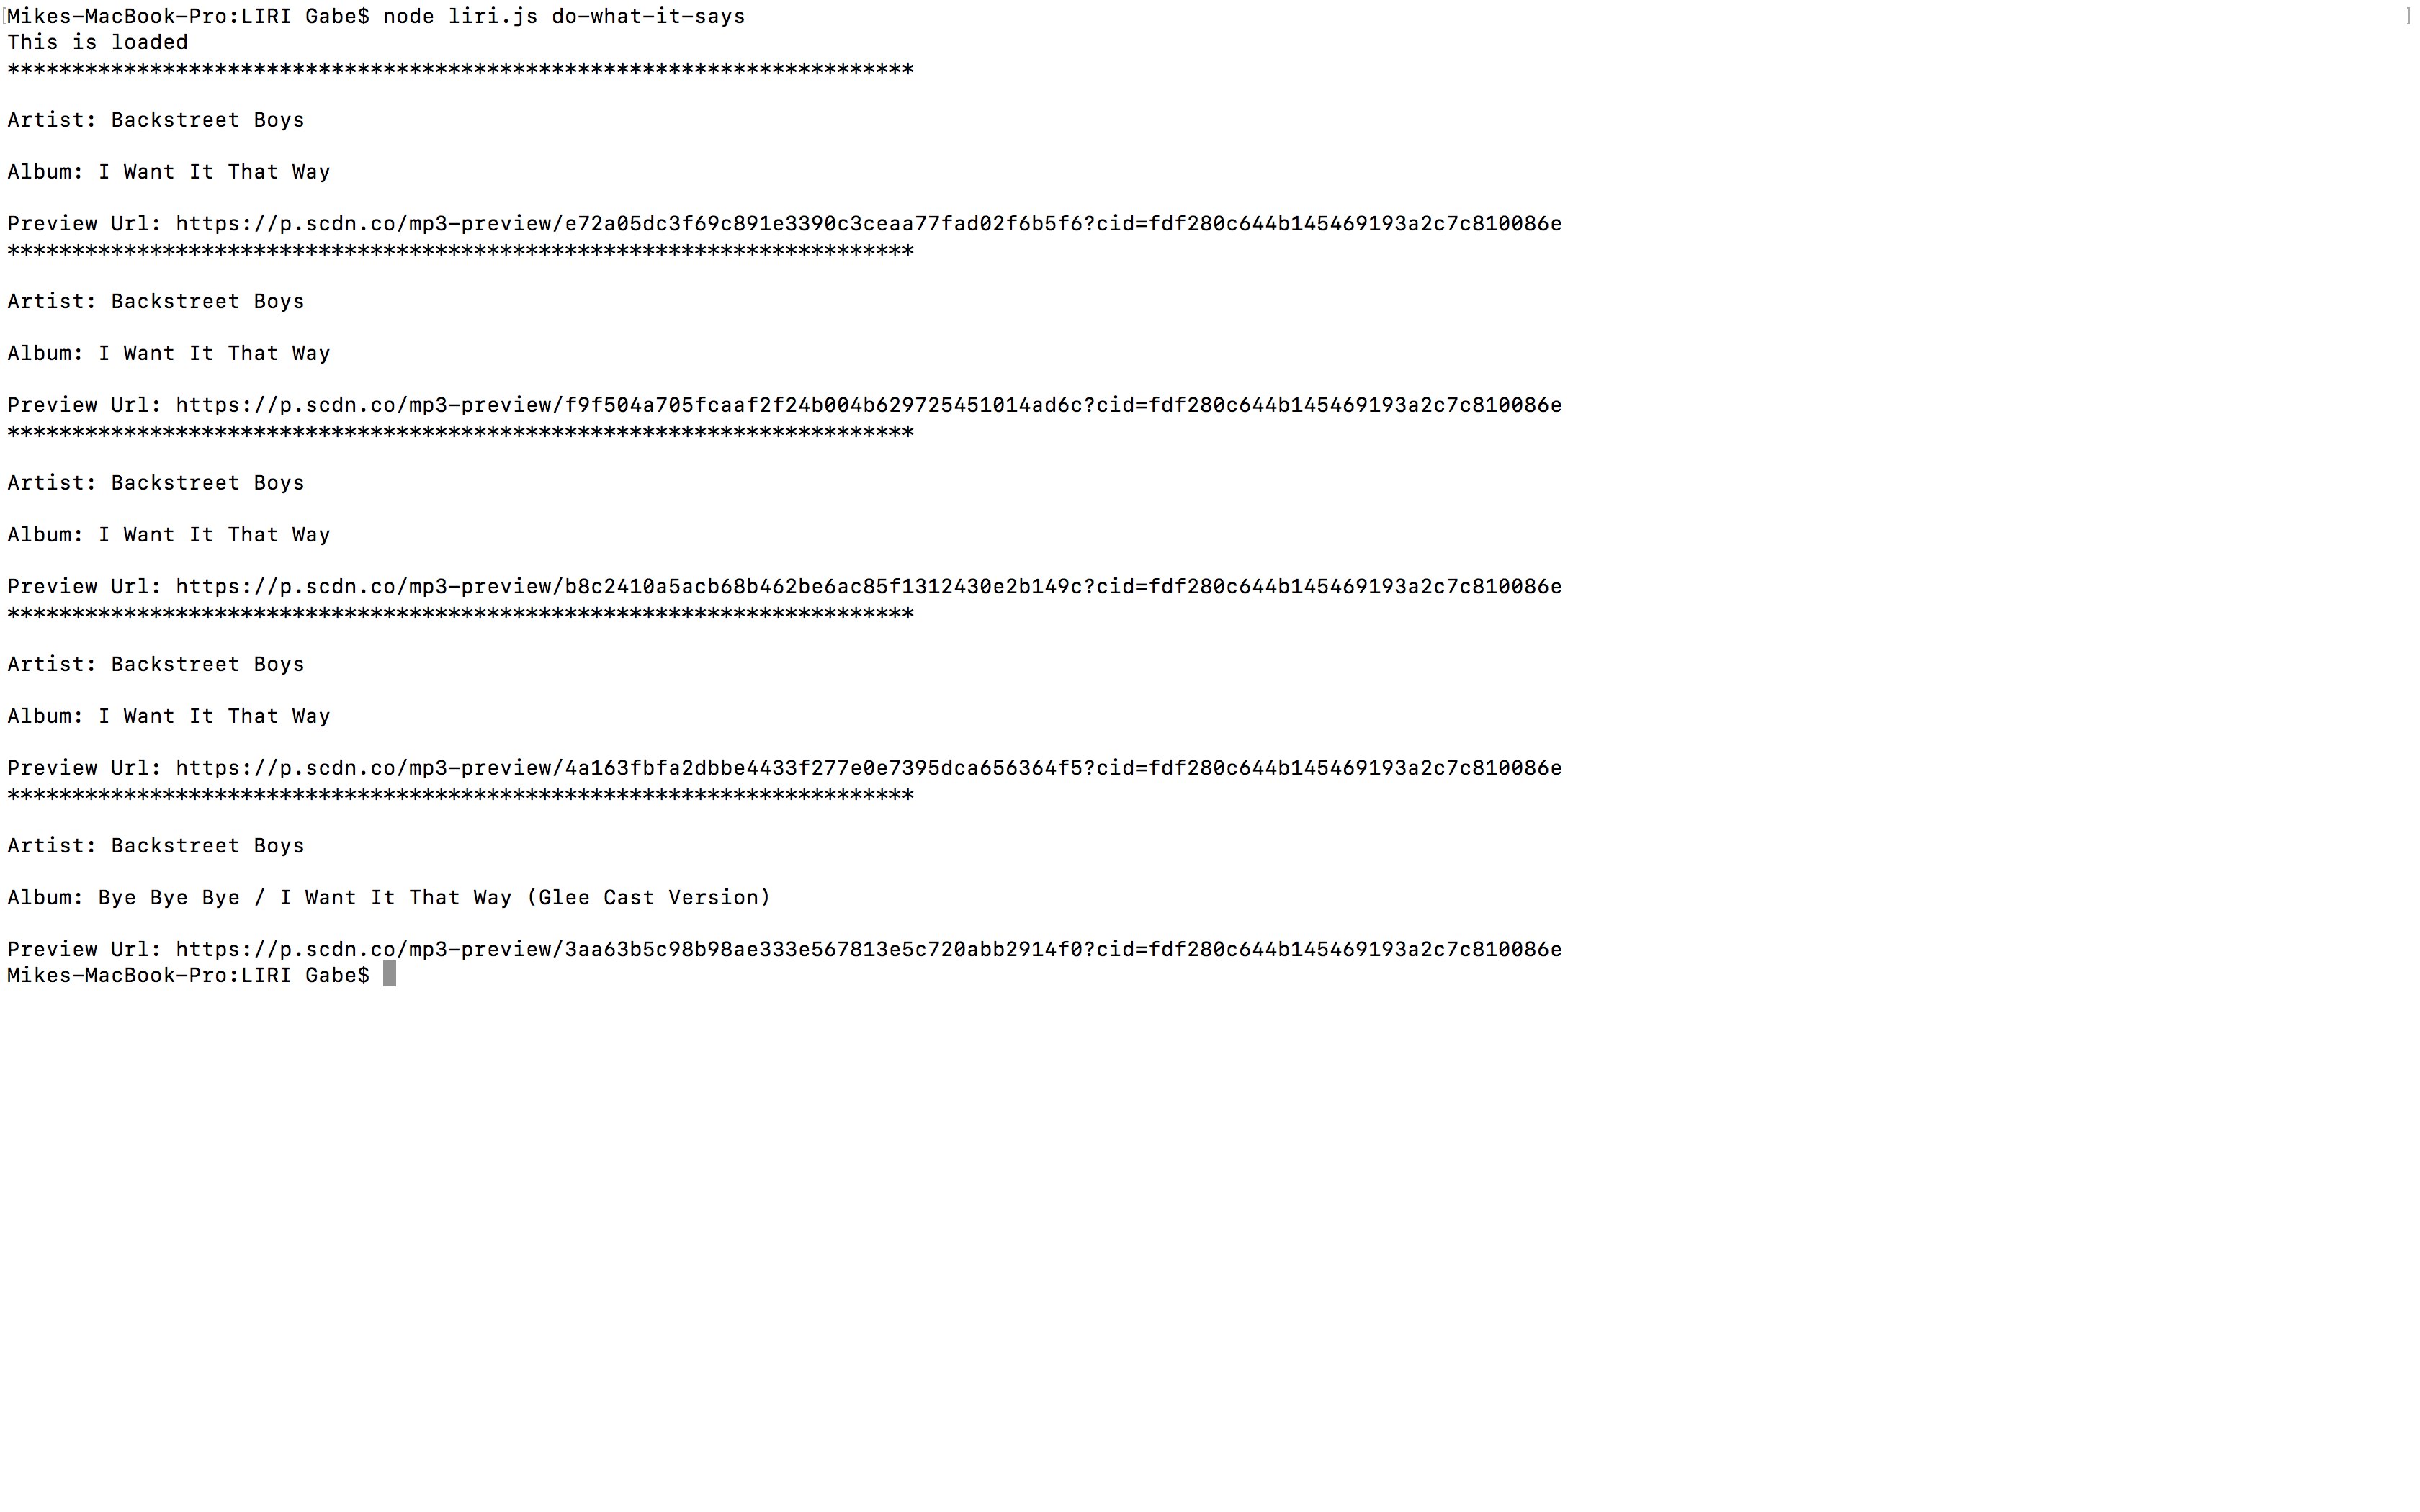 Mikes-MacBook-Pro:LIRI Gabe$ node liri.js do-what-it-says
This is loaded
**********************************************************************
Artist: Backstreet Boys
Album: I Want It That Way
Preview Url: https://p.scdn.co/mp3-preview/e72a05dc3f69c891e3390c3ceaa77fad02f6b5f6?cid=fdf280c644b145469193a2c7c810086e
**********************************************************************
Artist: Backstreet Boys
Album: I Want It That Way
Preview Url: https://p.scdn.co/mp3-preview/f9f504a705fcaaf2f24b004b629725451014ad6c?cid=fdf280c644b145469193a2c7c810086e
**********************************************************************
Artist: Backstreet Boys
Album: I Want It That Way
Preview Url: https://p.scdn.co/mp3-preview/b8c2410a5acb68b462be6ac85f1312430e2b149c?cid=fdf280c644b145469193a2c7c810086e
**********************************************************************
Artist: Backstreet Boys
Album: I Want It That Way
Preview Url: https://p.scdn.co/mp3-preview/4a163fbfa2dbbe4433f277e0e7395dca656364f5?cid=fdf280c644b145469193a2c7c810086e
**********************************************************************
Artist: Backstreet Boys
Album: Bye Bye Bye / I Want It That Way (Glee Cast Version)
Preview Url: https://p.scdn.co/mp3-preview/3aa63b5c98b98ae333e567813e5c720abb2914f0?cid=fdf280c644b145469193a2c7c810086e
Mikes-MacBook-Pro:LIRI Gabe$